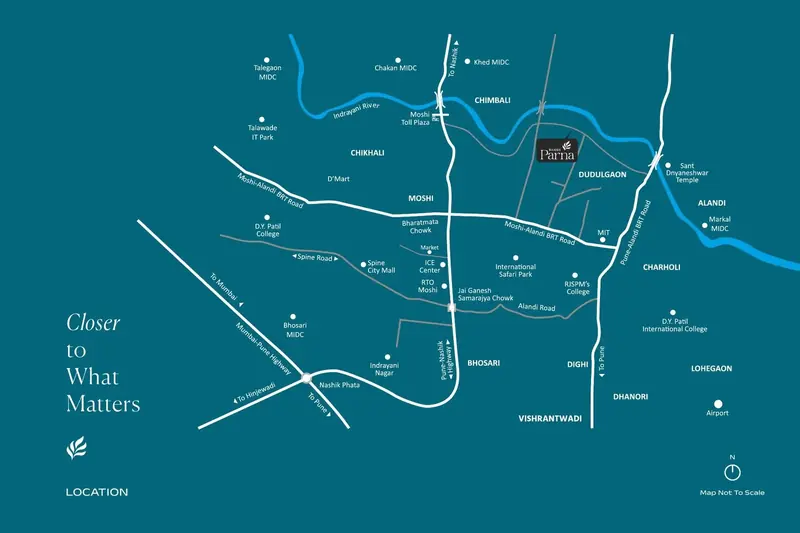 To Nashik
Talegaon
MIDC
Chakan MIDC
Khed MIDC
CHIMBALI
Indrayani River
Moshi
Toll Plaza
Talawade
IT Park
CHIKHALI
Parna
DUDULGAON
Sant
Dnyaneshwar
Temple
D'Mart
Moshi-Alandi BRT Road
MOSHI
ALANDI
Markal
MIDC
D.Y. Patil
College
Bharatmata
Chowk
Moshi-Alandi BRT Road
MIT
Pune-Alandi BRT Road
Market
Spine Road
Spine
City Mall
ICE
Center
International
Safari Park
CHARHOLI
RTO
Moshi
Jai Ganesh
Samarajya Chowk
RJSPM's
College
To Mumbai
Alandi Road
Bhosari
MIDC
D.Y. Patil
International College
Mumbai-Pune Highway
Closer
to
What
Matters
Pune-Nashik
Highway
Indrayani
Nagar
BHOSARI
DIGHI
To Pune
LOHEGAON
Nashik Phata
To Hinjewadi
To Pune
DHANORI
VISHRANTWADI
Airport
N
LOCATION
Map Not To Scale